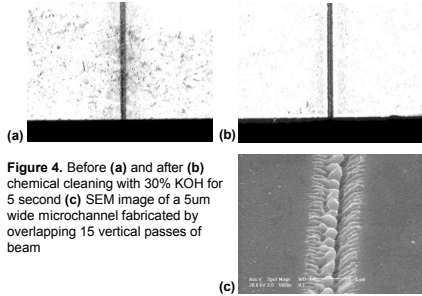 (a)
(b)
Figure 4. Before (a) and after (b)
chemical cleaning with 30% KOH for
5 second (c) SEM image of a 5um
wide microchannel fabricated by
overlapping 15 vertical passes of
beam
(c)